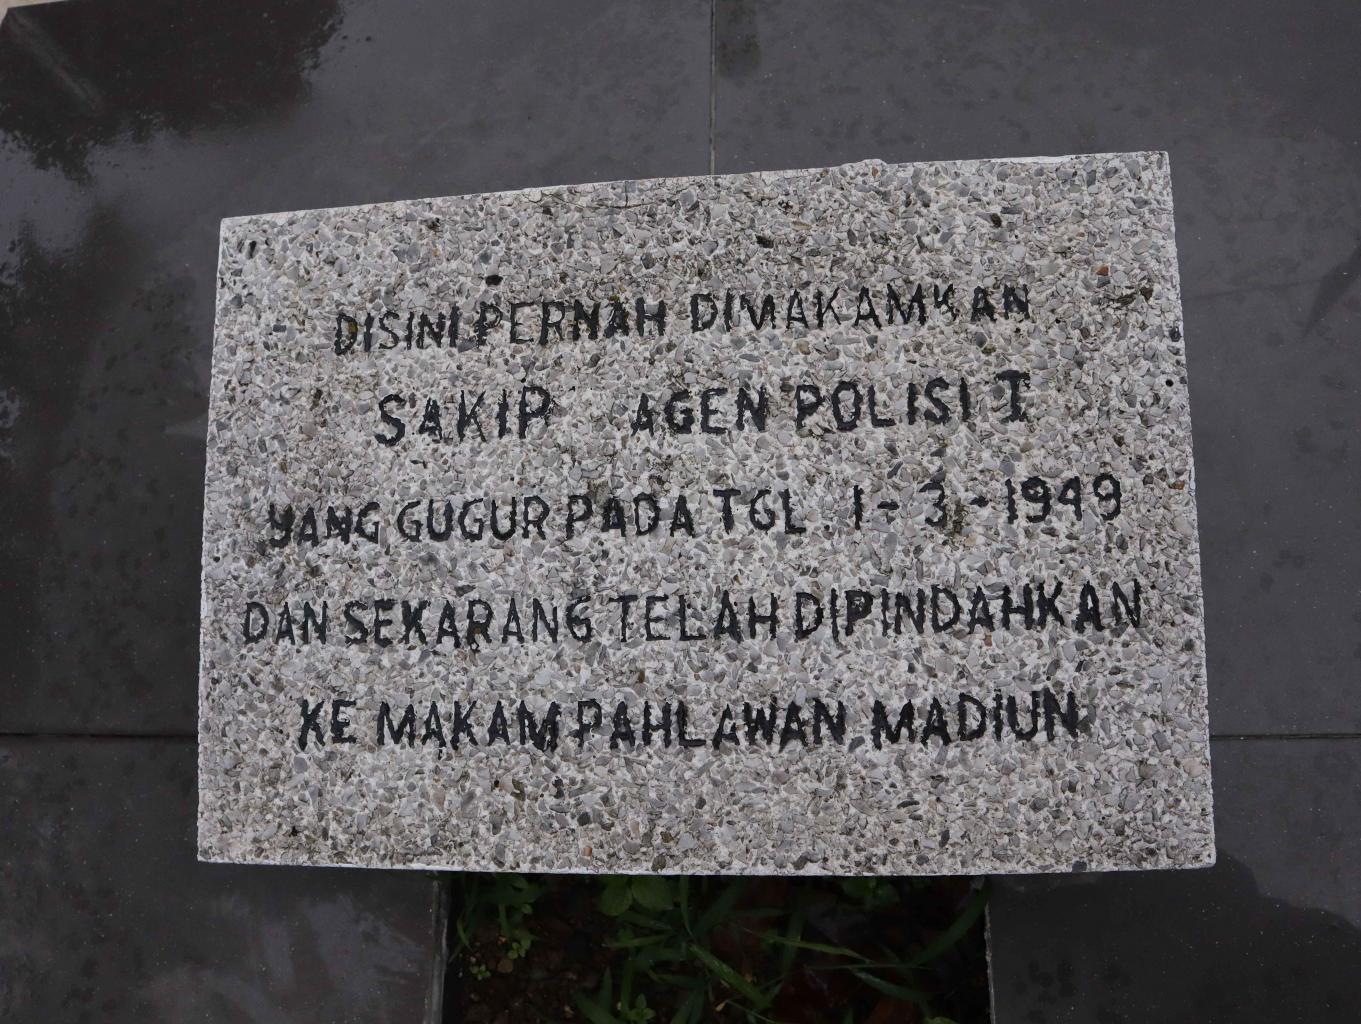 DISINI PERNAH DIMAKAMKAN
SAKIP AGEN POLISI I
YANG GUGUR PADA TGL. 1-3-1949
DAN SEKARANG TELAH DIPINDAHKAN
KE MAKAM PAHLAWAN MADIUN